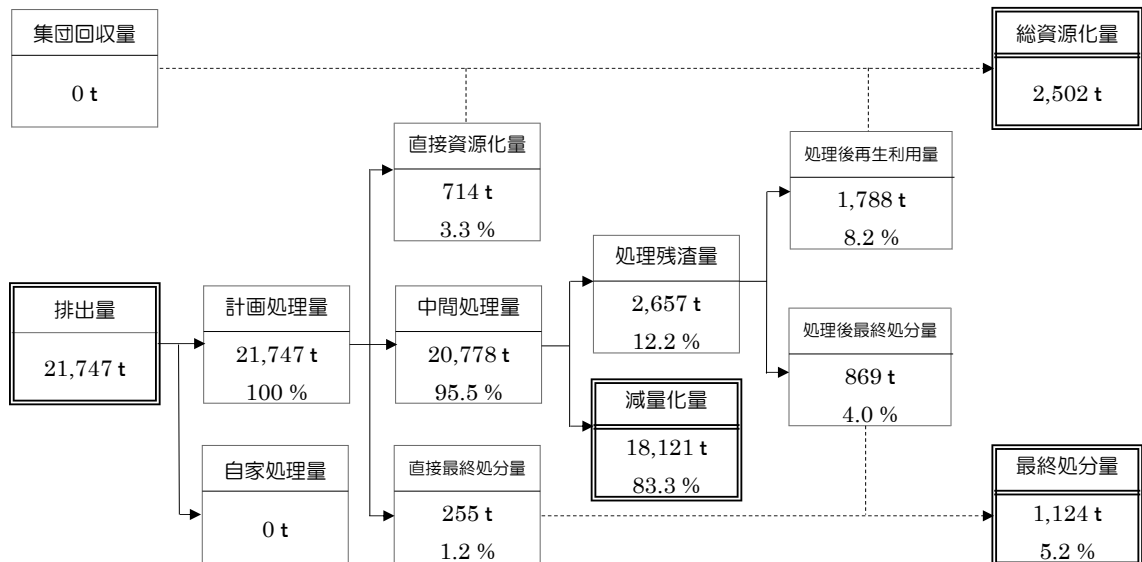 集団回収量
0 t
総資源化量
2,502 t
直接資源化量
714 t
3.3 %
処理後再生利用量
1,788 t
8.2 %
処理残渣量
2,657 t
12.2 %
排出量
21,747 t
計画処理量
21,747 t
100 %
中間処理量
20,778 t
95.5 %
処理後最終処分量
869 t
4.0 %
減量化量
18,121 t
83.3 %
自家処理量
0 t
直接最終処分量
255 t
1.2 %
最終処分量
1,124 t
5.2 %